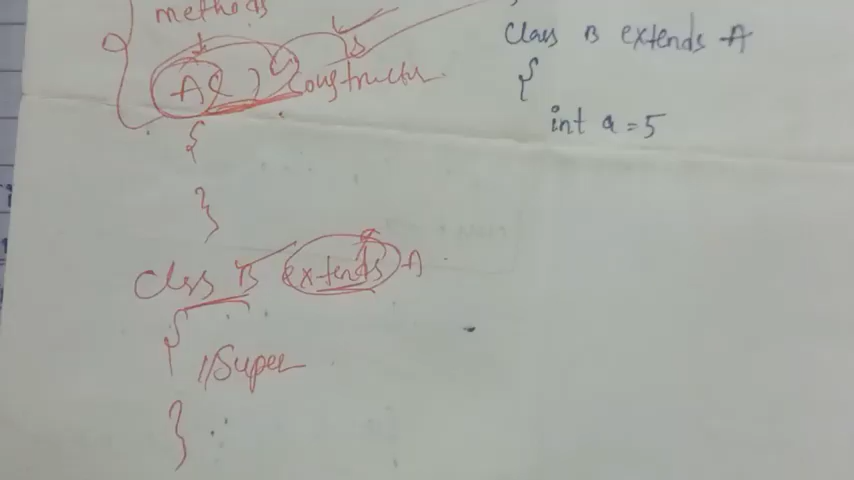 methods
A( ) Constructor
{
}
Class B extends A
{
//Super
}
Class B extends A
{
int a = 5